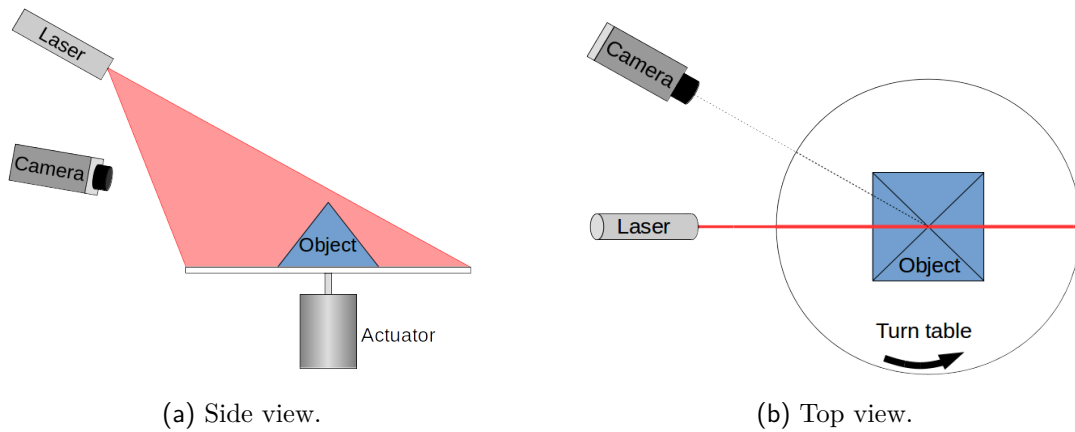 Laser
Camera
Object
Actuator
(a) Side view.
Camera
Laser
Object
Turn table
(b) Top view.